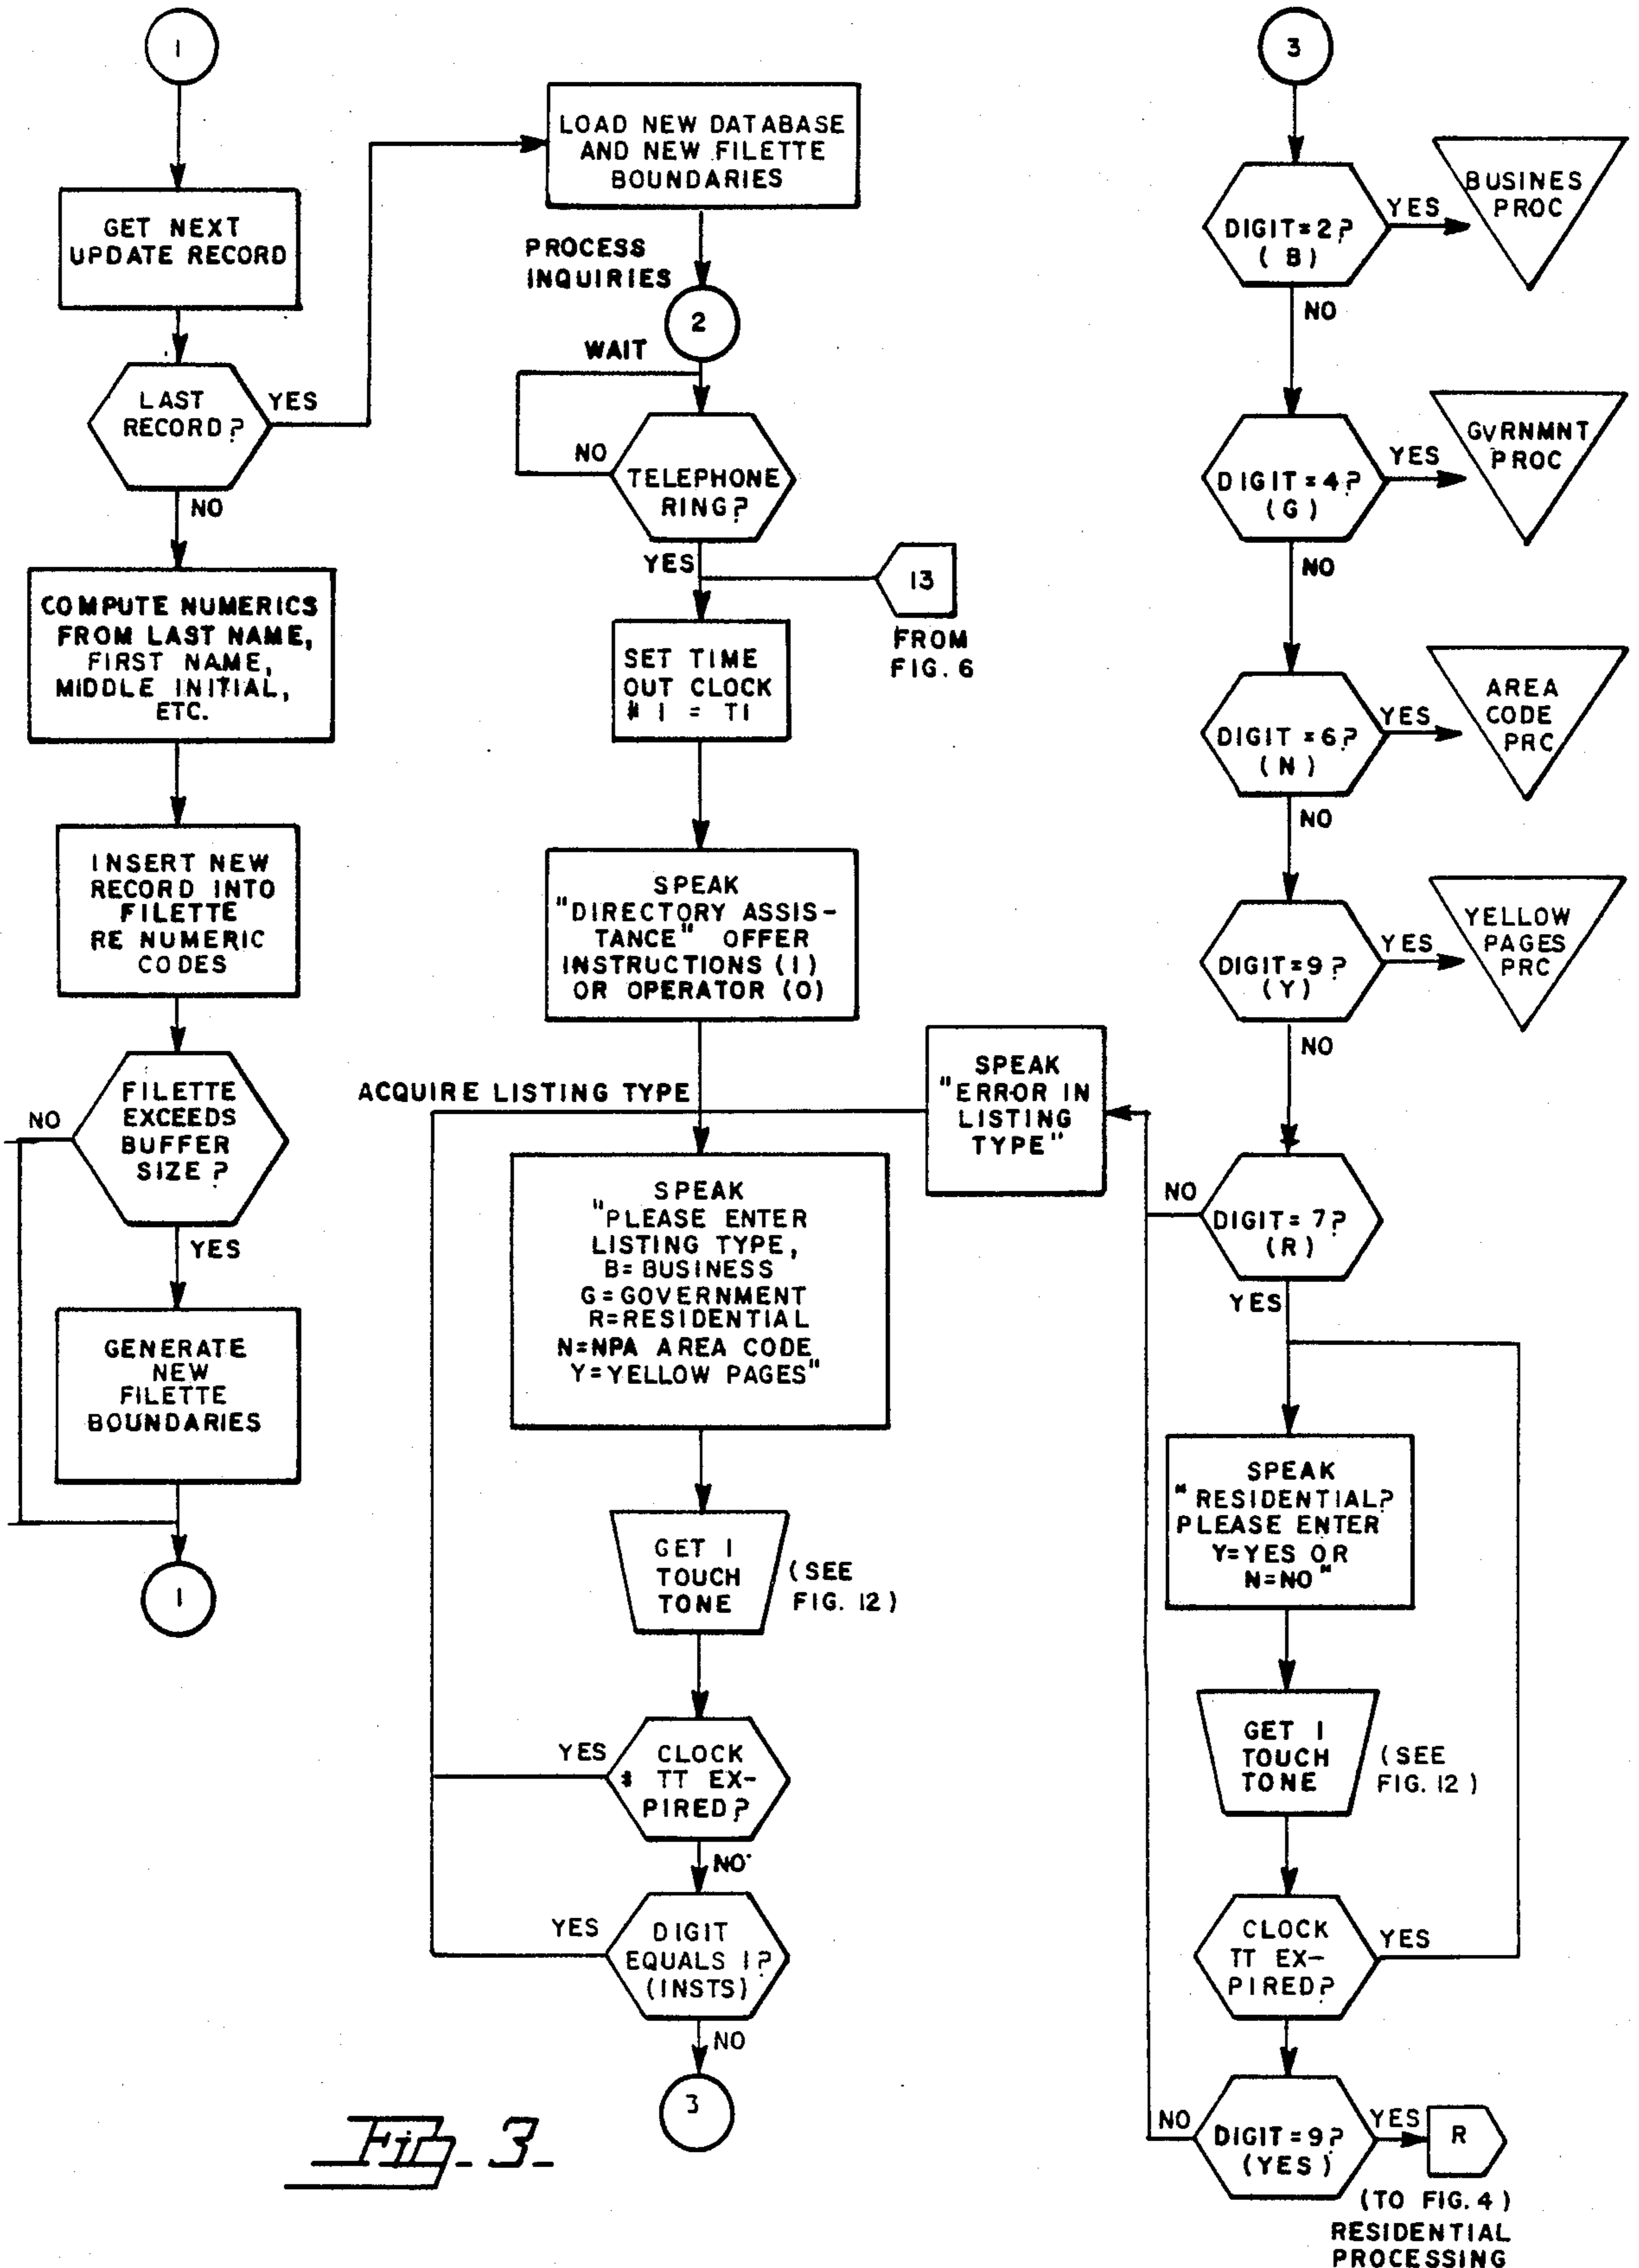 1
GET NEXT
UPDATE RECORD
LAST
RECORD?
YES
NO
COMPUTE NUMERICS
FROM LAST NAME,
FIRST NAME,
MIDDLE INITIAL,
ETC.
INSERT NEW
RECORD INTO
FILETTE
RE NUMERIC
CODES
FILETTE
EXCEEDS
BUFFER
SIZE?
NO
YES
GENERATE
NEW
FILETTE
BOUNDARIES
1
LOAD NEW DATABASE
AND NEW FILETTE
BOUNDARIES
PROCESS
INQUIRIES
2
WAIT
NO
TELEPHONE
RING?
YES
13
FROM
FIG. 6
SET TIME
OUT CLOCK
# 1 = T1
SPEAK
"DIRECTORY ASSIS-
TANCE" OFFER
INSTRUCTIONS (1)
OR OPERATOR (0)
ACQUIRE LISTING TYPE
SPEAK
"ERROR IN
LISTING
TYPE"
SPEAK
"PLEASE ENTER
LISTING TYPE,
B=BUSINESS
G=GOVERNMENT
R=RESIDENTIAL
N=NPA AREA CODE
Y=YELLOW PAGES"
GET 1
TOUCH
TONE
(SEE
FIG. 12)
YES
CLOCK
# TT EX-
PIRED?
NO
YES
DIGIT
EQUALS 1?
(INSTS)
NO
3
3
DIGIT=2?
(B)
YES
BUSINES
PROC
NO
DIGIT=4?
(G)
YES
GVRNMNT
PROC
NO
DIGIT=6?
(N)
YES
AREA
CODE
PRC
NO
DIGIT=9?
(Y)
YES
YELLOW
PAGES
PRC
NO
NO
DIGIT=7?
(R)
YES
SPEAK
"RESIDENTIAL?
PLEASE ENTER
Y=YES OR
N=NO"
GET 1
TOUCH
TONE
(SEE
FIG. 12)
CLOCK
TT EX-
PIRED?
YES
NO
DIGIT=9?
(YES)
YES
R
(TO FIG. 4)
RESIDENTIAL
PROCESSING
Fig. 3.